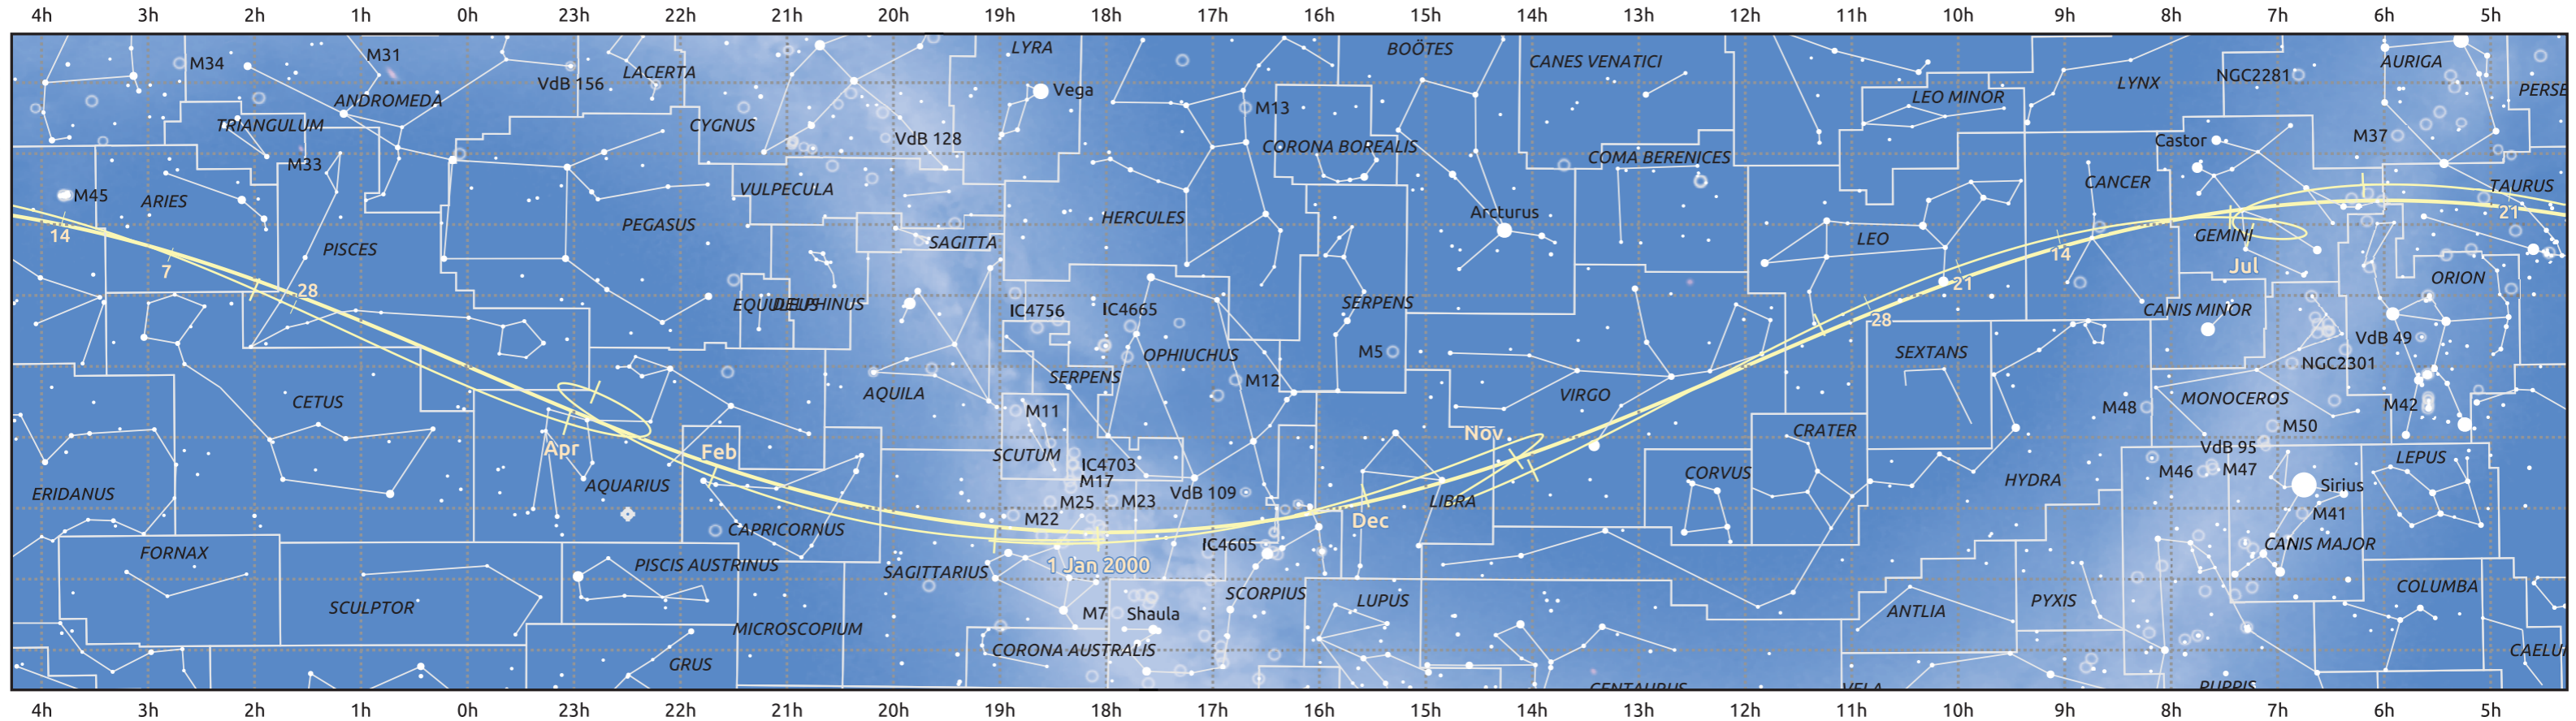 4h 3h 2h 1h 0h 23h 22h 21h 20h 19h 18h 17h 16h 15h 14h 13h 12h 11h 10h 9h 8h 7h 6h 5h
M34
M31
VdB 156
LACERTA
LYRA
BOÖTES
CANES VENATICI
LYNX
NGC2281
AURIGA
ANDROMEDA
Vega
LEO MINOR
PERSE
TRIANGULUM
CYGNUS
VdB 128
M13
CORONA BOREALIS
COMA BERENICES
Castor
M37
M33
M45
ARIES
VULPECULA
CANCER
TAURUS
PISCES
PEGASUS
SAGITTA
HERCULES
Arcturus
LEO
GEMINI
14
7
28
21
14
Jul
21
ORION
28
EQUULEUS
DELPHINUS
IC4756
IC4665
SERPENS
CANIS MINOR
OPHIUCHUS
M5
SEXTANS
VdB 49
NGC2301
CETUS
AQUILA
SERPENS
M12
VIRGO
MONOCEROS
M48
M42
M11
CRATER
M50
Apr
Feb
Nov
VdB 95
SCUTUM
IC4703
M17
CORVUS
M46
M47
LEPUS
ERIDANUS
AQUARIUS
M25
M23
VdB 109
LIBRA
HYDRA
Sirius
M22
Dec
M41
CAPRICORNUS
IC4605
CANIS MAJOR
FORNAX
PISCIS AUSTRINUS
SAGITTARIUS
1 Jan 2000
COLUMBA
SCULPTOR
SCORPIUS
LUPUS
ANTLIA
PYXIS
M7
Shaula
MICROSCOPIUM
GRUS
CORONA AUSTRALIS
CAELU
CENTAURUS
VELA
PUPPIS
4h 3h 2h 1h 0h 23h 22h 21h 20h 19h 18h 17h 16h 15h 14h 13h 12h 11h 10h 9h 8h 7h 6h 5h